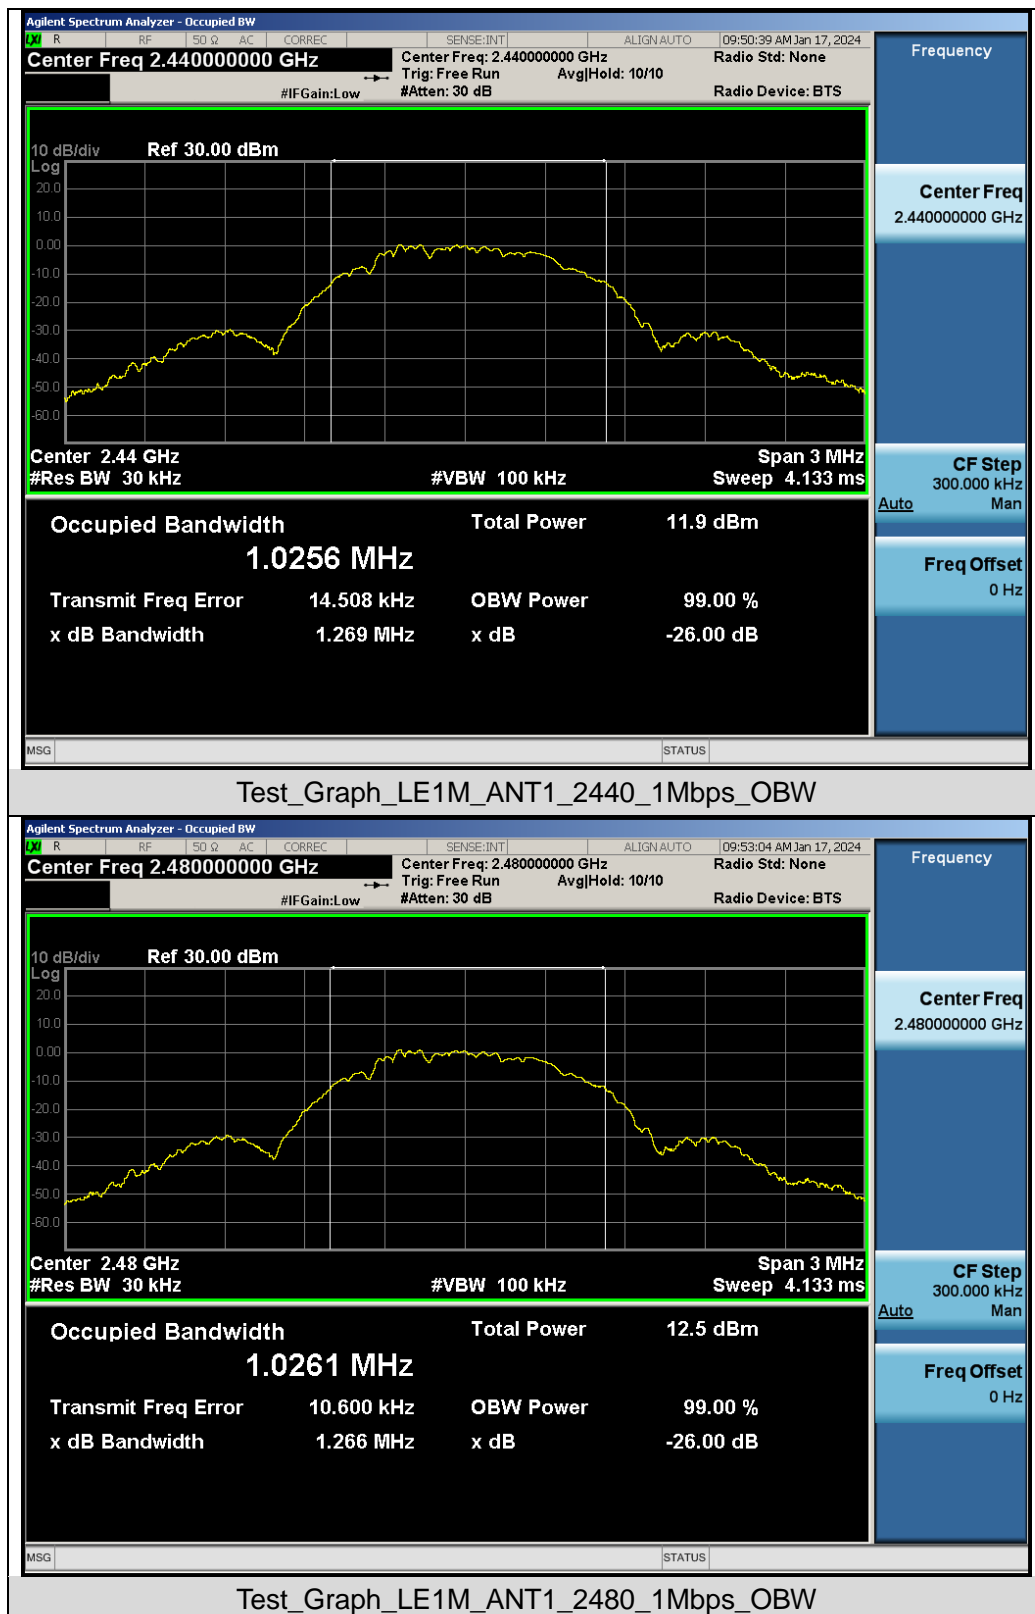 Agilent Spectrum Analyzer - Occupied BW
LXI R RF 50 Ω AC CORREC SENSE:INT ALIGN AUTO 09:50:39 AM Jan 17, 2024
Center Freq 2.440000000 GHz
Center Freq: 2.440000000 GHz
Radio Std: None
Trig: Free Run Avg|Hold: 10/10
#IFGain:Low #Atten: 30 dB Radio Device: BTS
Frequency
10 dB/div Ref 30.00 dBm
Log
20.0
10.0
0.00
-10.0
-20.0
-30.0
-40.0
-50.0
-60.0
Center Freq
2.440000000 GHz
Center 2.44 GHz Span 3 MHz
#Res BW 30 kHz #VBW 100 kHz Sweep 4.133 ms
CF Step
300.000 kHz
Auto Man
Occupied Bandwidth Total Power 11.9 dBm
1.0256 MHz
Transmit Freq Error 14.508 kHz OBW Power 99.00 %
x dB Bandwidth 1.269 MHz x dB -26.00 dB
Freq Offset
0 Hz
MSG STATUS
Test_Graph_LE1M_ANT1_2440_1Mbps_OBW
Agilent Spectrum Analyzer - Occupied BW
LXI R RF 50 Ω AC CORREC SENSE:INT ALIGN AUTO 09:53:04 AM Jan 17, 2024
Center Freq 2.480000000 GHz
Center Freq: 2.480000000 GHz
Radio Std: None
Trig: Free Run Avg|Hold: 10/10
#IFGain:Low #Atten: 30 dB Radio Device: BTS
Frequency
10 dB/div Ref 30.00 dBm
Log
20.0
10.0
0.00
-10.0
-20.0
-30.0
-40.0
-50.0
-60.0
Center Freq
2.480000000 GHz
Center 2.48 GHz Span 3 MHz
#Res BW 30 kHz #VBW 100 kHz Sweep 4.133 ms
CF Step
300.000 kHz
Auto Man
Occupied Bandwidth Total Power 12.5 dBm
1.0261 MHz
Transmit Freq Error 10.600 kHz OBW Power 99.00 %
x dB Bandwidth 1.266 MHz x dB -26.00 dB
Freq Offset
0 Hz
MSG STATUS
Test_Graph_LE1M_ANT1_2480_1Mbps_OBW